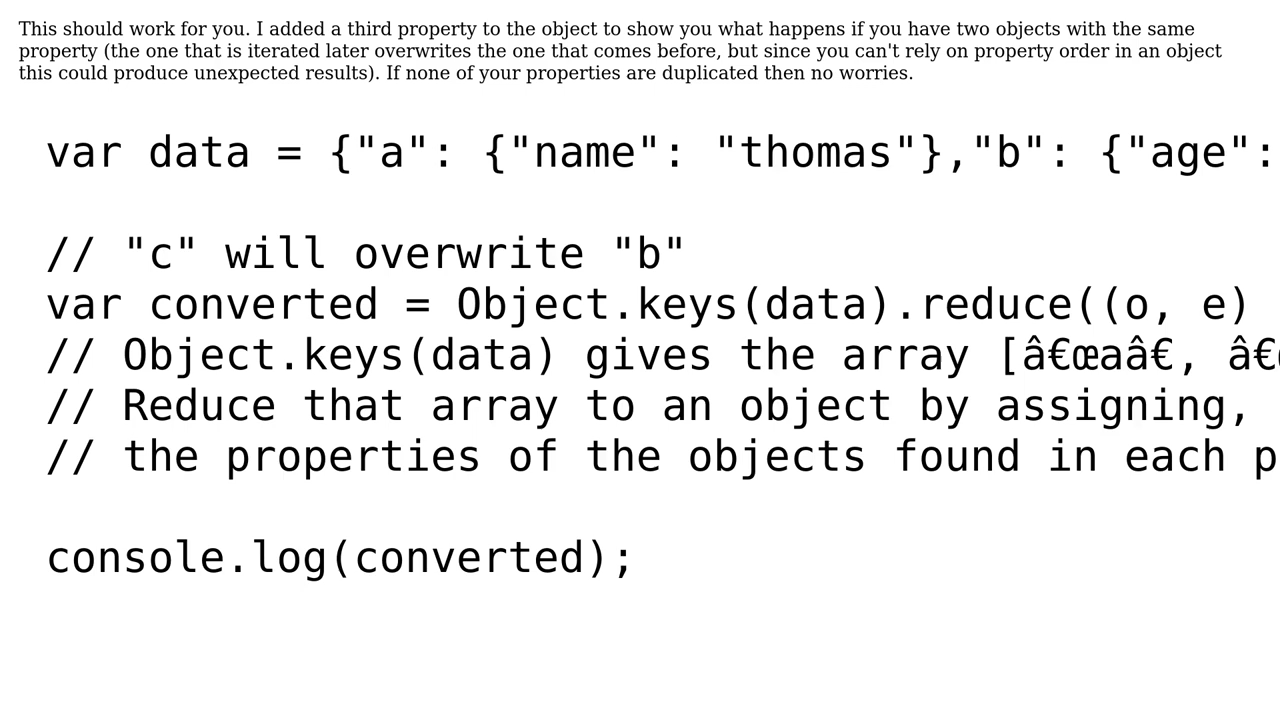 This should work for you. I added a third property to the object to show you what happens if you have two objects with the same
property (the one that is iterated later overwrites the one that comes before, but since you can't rely on property order in an object
this could produce unexpected results). If none of your properties are duplicated then no worries.
var data = {"a": {"name": "thomas"},"b": {"age":
// "c" will overwrite "b"
var converted = Object.keys(data).reduce((o, e)
// Object.keys(data) gives the array [â€œaâ€, â€
// Reduce that array to an object by assigning,
// the properties of the objects found in each p
console.log(converted);